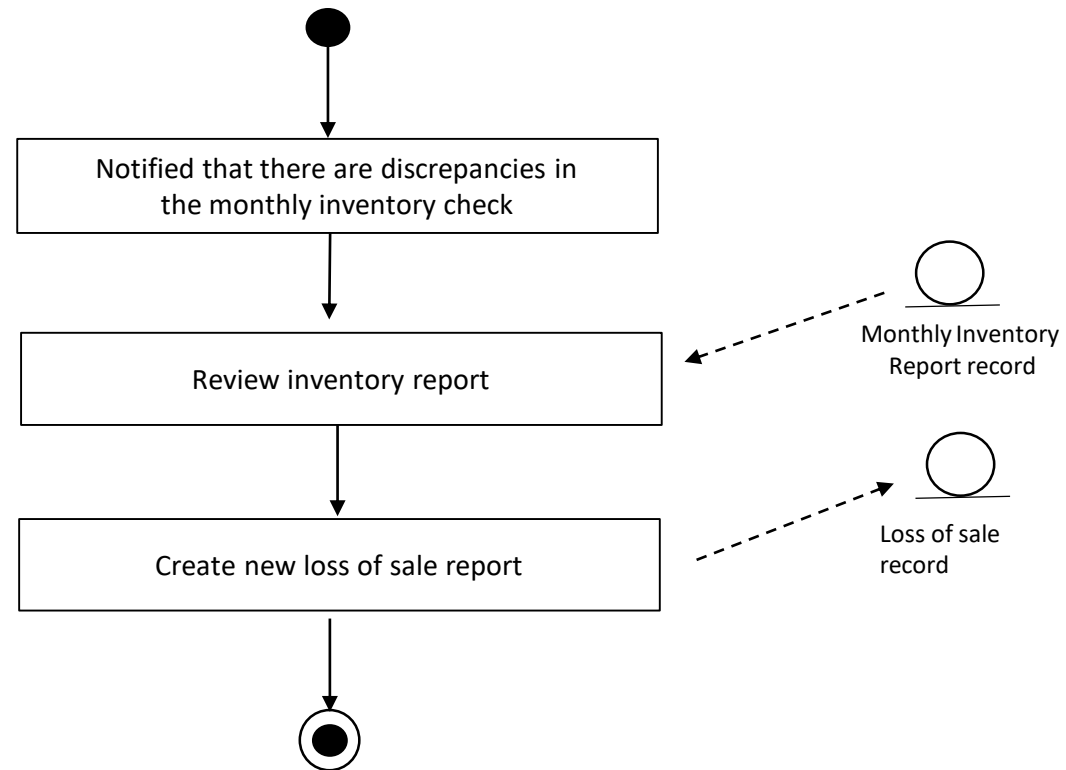 Notified that there are discrepancies in
the monthly inventory check
Monthly Inventory
Report record
Review inventory report
Loss of sale
record
Create new loss of sale report